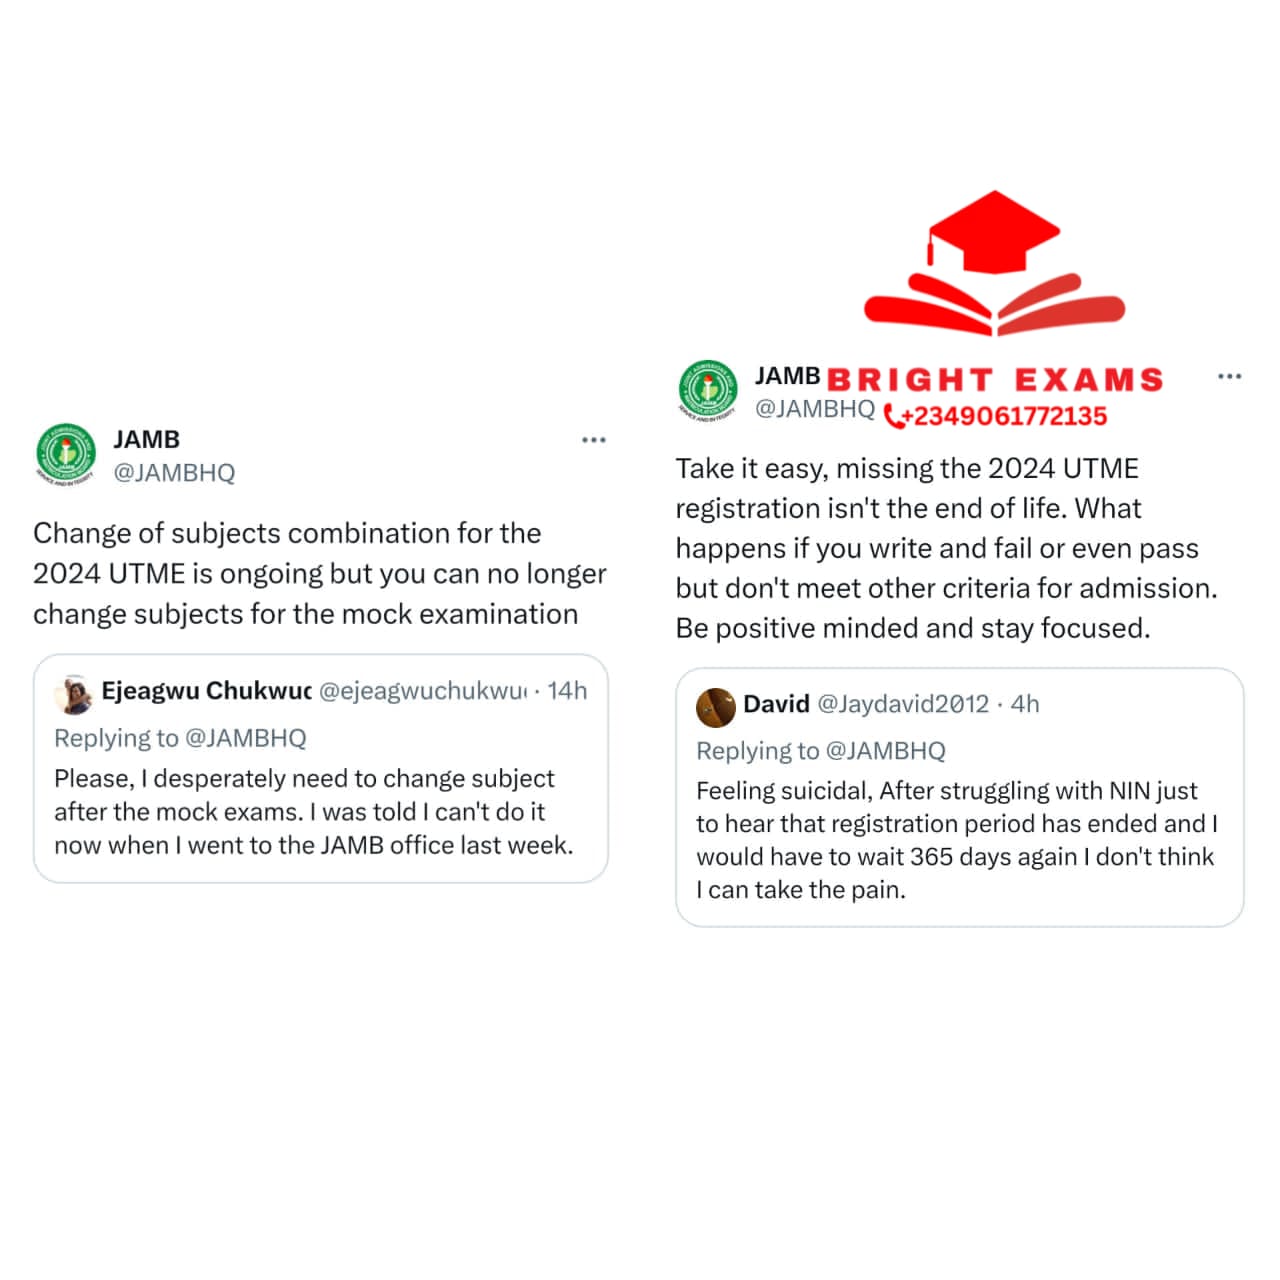 JAMB
@JAMBHQ
Change of subjects combination for the
2024 UTME is ongoing but you can no longer
change subjects for the mock examination
Ejeagwu Chukwuc @ejeagwuchukwu · 14h
Replying to @JAMBHQ
Please, I desperately need to change subject
after the mock exams. I was told I can't do it
now when I went to the JAMB office last week.
JAMB
BRIGHT EXAMS
@JAMBHQ
+2349061772135
Take it easy, missing the 2024 UTME
registration isn't the end of life. What
happens if you write and fail or even pass
but don't meet other criteria for admission.
Be positive minded and stay focused.
David @Jaydavid2012 · 4h
Replying to @JAMBHQ
Feeling suicidal, After struggling with NIN just
to hear that registration period has ended and I
would have to wait 365 days again I don't think
I can take the pain.